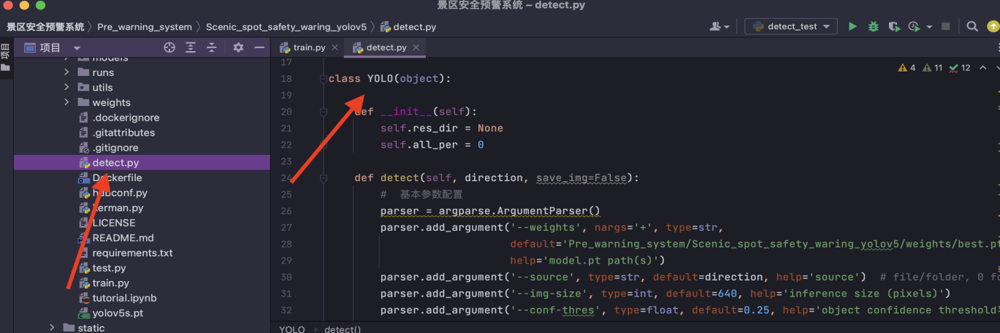 景区安全预警系统 – detect.py
景区安全预警系统 〉 Pre_warning_system 〉 Scenic_spot_safety_waring_yolov5 〉 detect.py
detect_test
项目
项目
train.py
detect.py
models
runs
utils
weights
.dockerignore
.gitattributes
.gitignore
detect.py
Dockerfile
hubconf.py
kerman.py
LICENSE
README.md
requirements.txt
test.py
train.py
tutorial.ipynb
yolov5s.pt
static
4 11 12
17
18 class YOLO(object):
19
20 def __init__(self):
21 self.res_dir = None
22 self.all_per = 0
23
24 def detect(self, direction, save_img=False):
25 # 基本参数配置
26 parser = argparse.ArgumentParser()
27 parser.add_argument('--weights', nargs='+', type=str,
28 default='Pre_warning_system/Scenic_spot_safety_waring_yolov5/weights/best.pt
29 help='model.pt path(s)')
30 parser.add_argument('--source', type=str, default=direction, help='source') # file/folder, 0 fo
31 parser.add_argument('--img-size', type=int, default=640, help='inference size (pixels)')
32 parser.add_argument('--conf-thres', type=float, default=0.25, help='object confidence threshold
YOLO › detect()